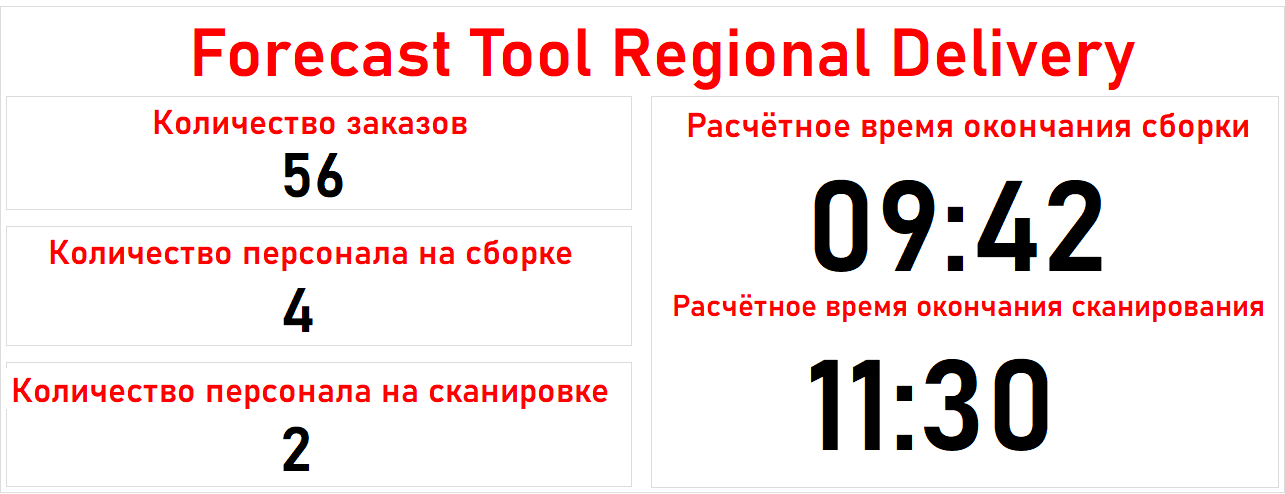 Forecast Tool Regional Delivery
Количество заказов
56
Количество персонала на сборке
4
Количество персонала на сканировке
2
Расчётное время окончания сборки
09:42
Расчётное время окончания сканирования
11:30